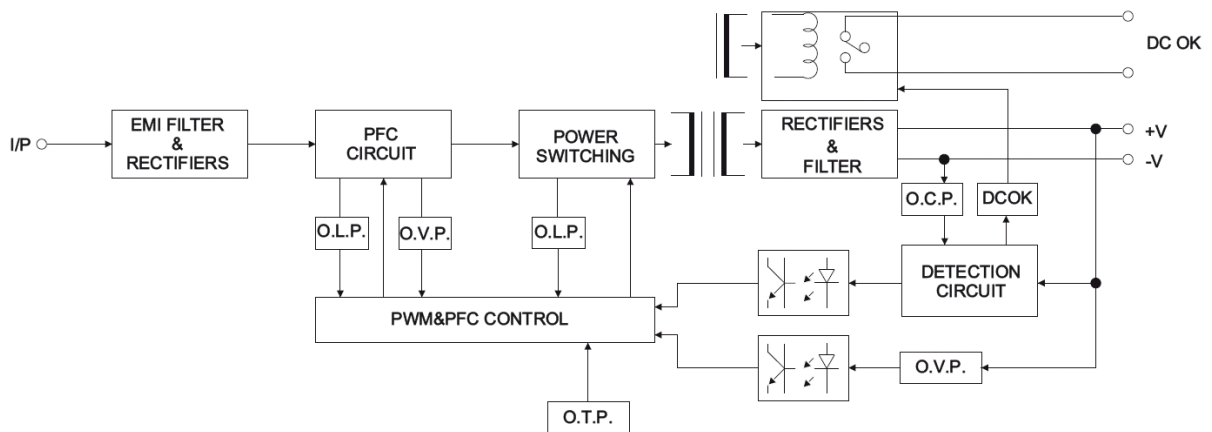 DC OK
I/P
EMI FILTER
&
RECTIFIERS
PFC
CIRCUIT
POWER
SWITCHING
RECTIFIERS
&
FILTER
+V
-V
O.L.P.
O.V.P.
O.L.P.
O.C.P.
DCOK
DETECTION
CIRCUIT
PWM&PFC CONTROL
O.V.P.
O.T.P.